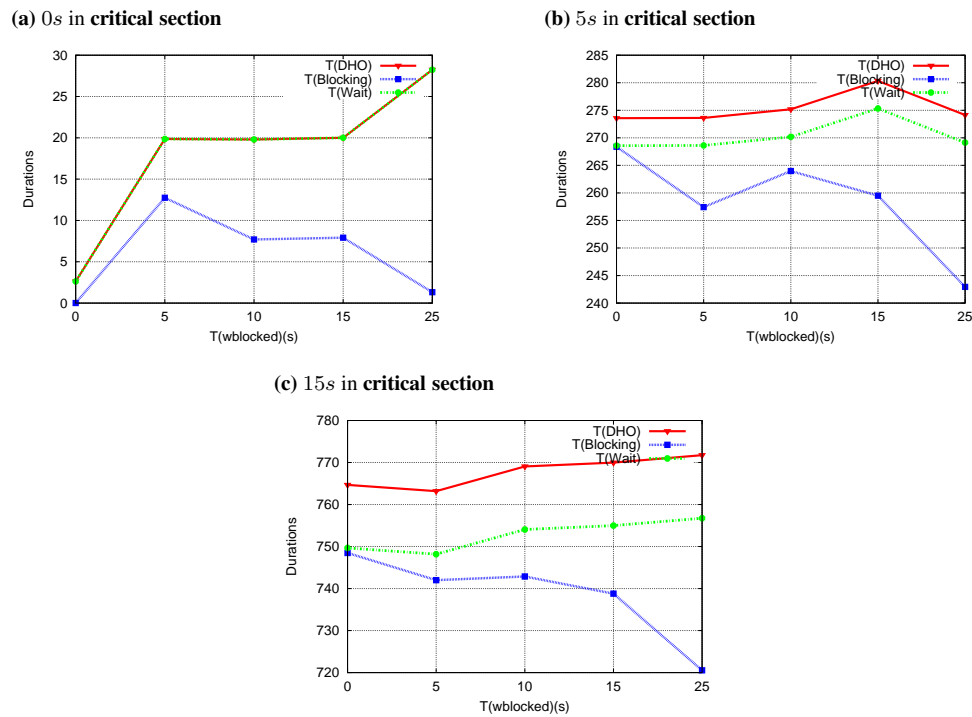 (a) 0s in critical section
30
25
20
15
10
5
0
0
5
10
15
25
Durations
T(wblocked)(s)
T(DHO)
T(Blocking)
T(Wait)
(b) 5s in critical section
285
280
275
270
265
260
255
250
245
240
0
5
10
15
25
Durations
T(wblocked)(s)
T(DHO)
T(Blocking)
T(Wait)
(c) 15s in critical section
780
770
760
750
740
730
720
0
5
10
15
25
Durations
T(wblocked)(s)
T(DHO)
T(Blocking)
T(Wait)